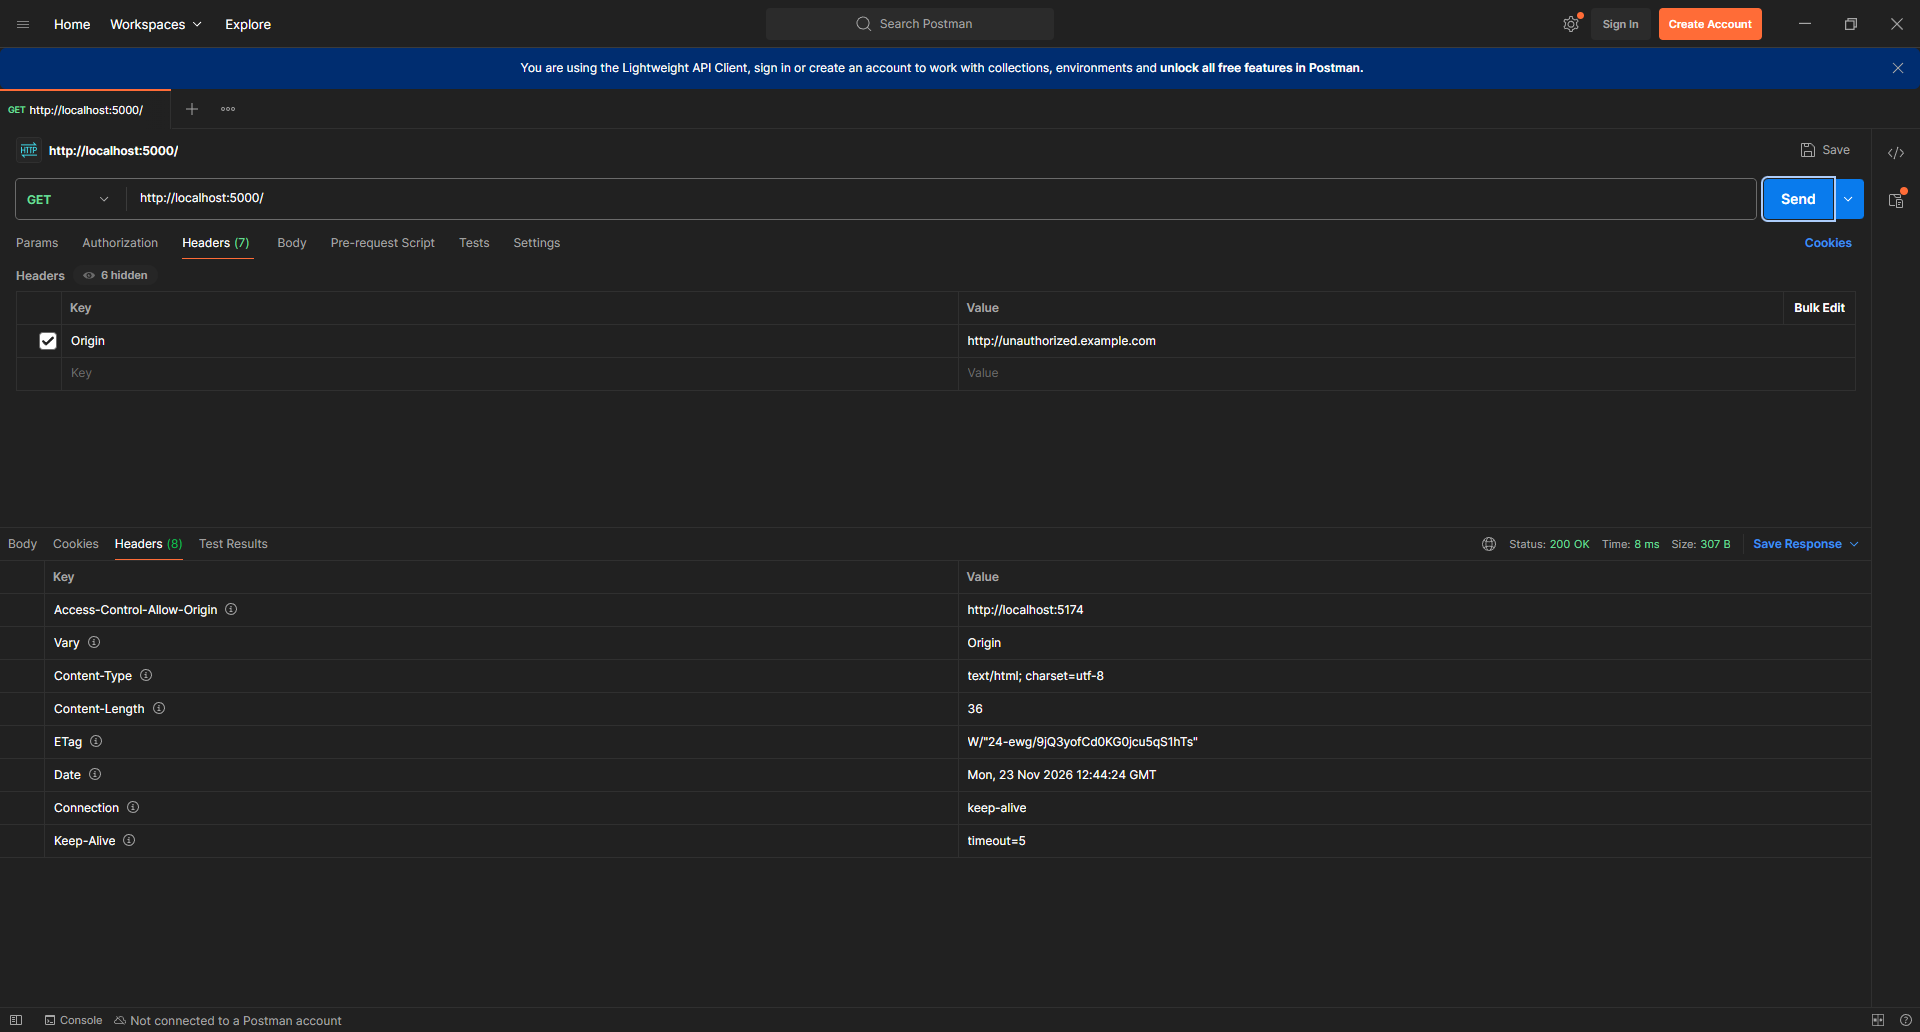 Home Workspaces Explore Search Postman Sign In Create Account
You are using the Lightweight API Client, sign in or create an account to work with collections, environments and unlock all free features in Postman.
GET http://localhost:5000/
HTTP http://localhost:5000/ Save
GET http://localhost:5000/ Send
Params Authorization Headers (7) Body Pre-request Script Tests Settings Cookies
Headers 6 hidden
Key Value Bulk Edit
Origin http://unauthorized.example.com
Key Value
Body Cookies Headers (8) Test Results Status: 200 OK Time: 8 ms Size: 307 B Save Response
Key Value
Access-Control-Allow-Origin http://localhost:5174
Vary Origin
Content-Type text/html; charset=utf-8
Content-Length 36
ETag W/"24-ewg/9jQ3yofCd0KG0jcu5qS1hTs"
Date Mon, 23 Nov 2026 12:44:24 GMT
Connection keep-alive
Keep-Alive timeout=5
Console Not connected to a Postman account